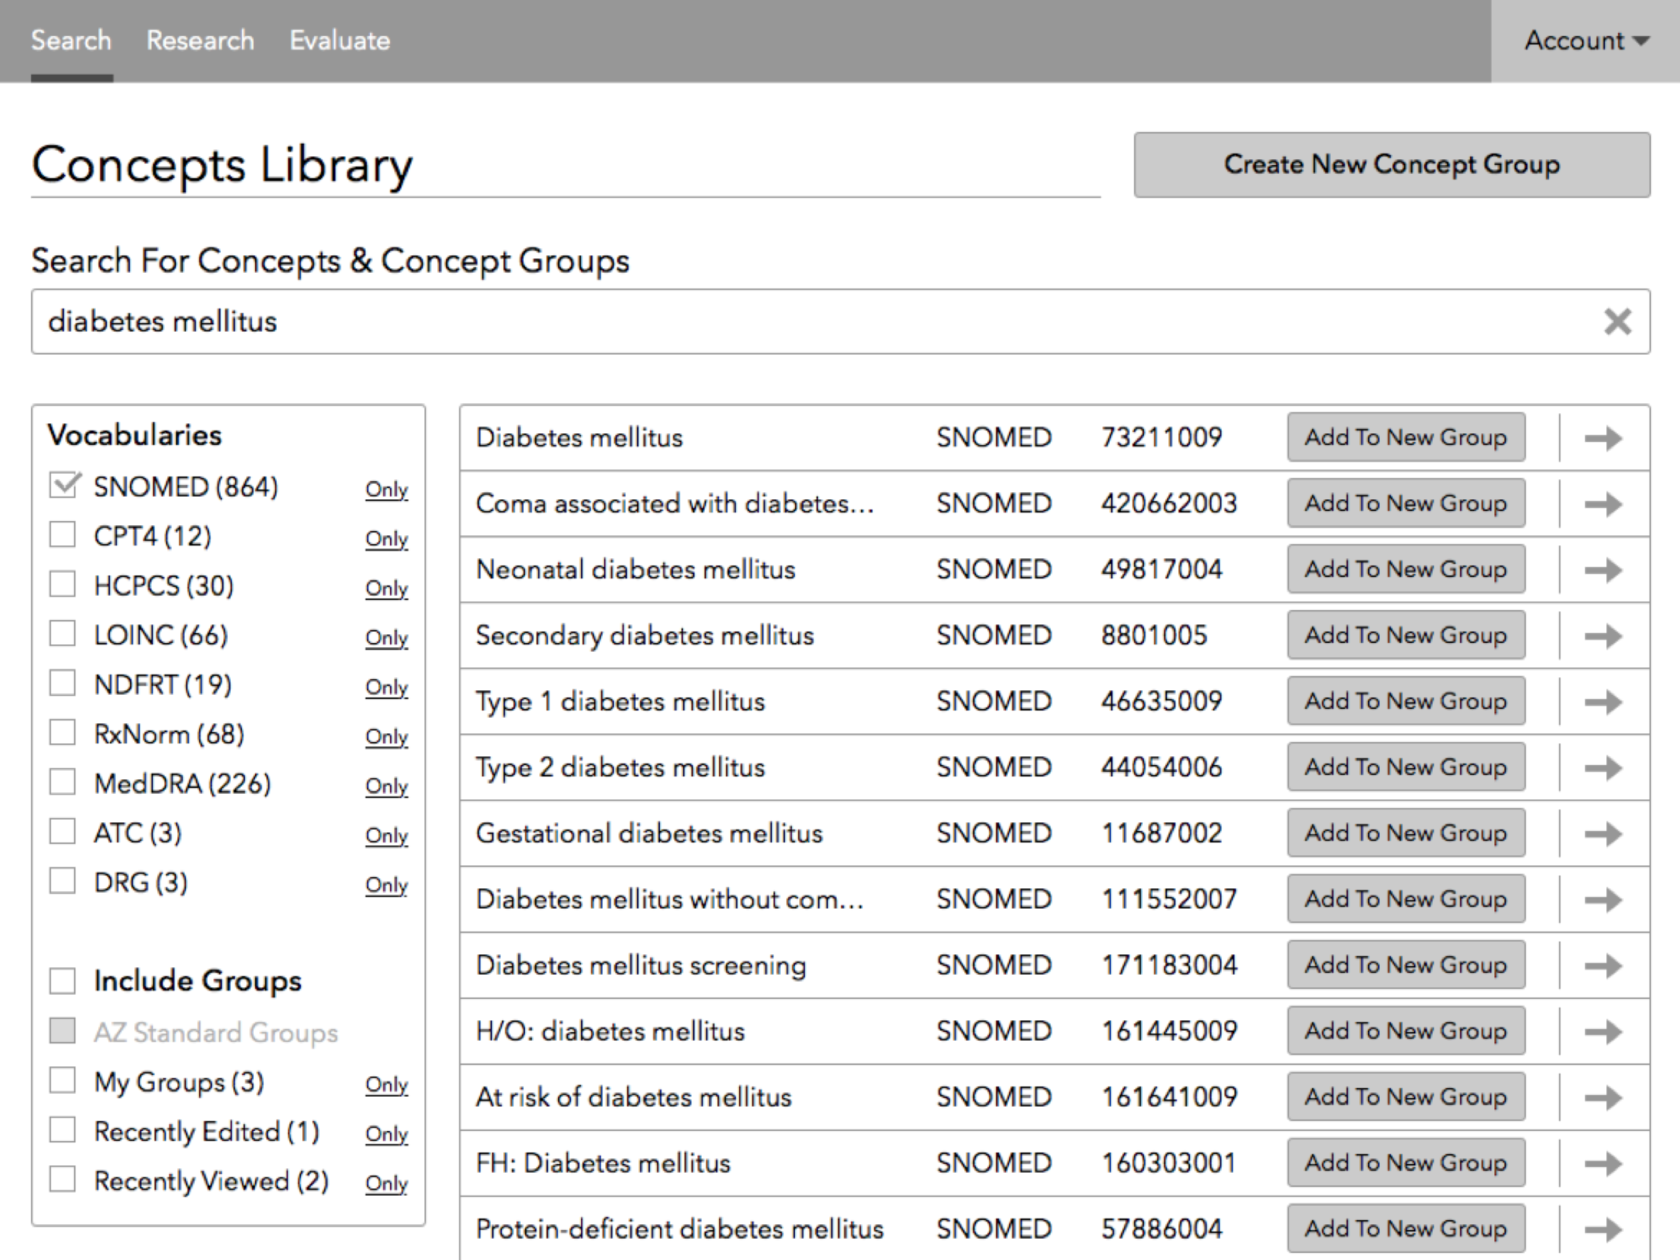 Search Research Evaluate Account
Concepts Library
Create New Concept Group
Search For Concepts & Concept Groups
diabetes mellitus
Vocabularies
SNOMED (864) Only
CPT4 (12) Only
HCPCS (30) Only
LOINC (66) Only
NDFRT (19) Only
RxNorm (68) Only
MedDRA (226) Only
ATC (3) Only
DRG (3) Only
Include Groups
AZ Standard Groups
My Groups (3) Only
Recently Edited (1) Only
Recently Viewed (2) Only
Diabetes mellitus SNOMED 73211009 Add To New Group
Coma associated with diabetes... SNOMED 420662003 Add To New Group
Neonatal diabetes mellitus SNOMED 49817004 Add To New Group
Secondary diabetes mellitus SNOMED 8801005 Add To New Group
Type 1 diabetes mellitus SNOMED 46635009 Add To New Group
Type 2 diabetes mellitus SNOMED 44054006 Add To New Group
Gestational diabetes mellitus SNOMED 11687002 Add To New Group
Diabetes mellitus without com... SNOMED 111552007 Add To New Group
Diabetes mellitus screening SNOMED 171183004 Add To New Group
H/O: diabetes mellitus SNOMED 161445009 Add To New Group
At risk of diabetes mellitus SNOMED 161641009 Add To New Group
FH: Diabetes mellitus SNOMED 160303001 Add To New Group
Protein-deficient diabetes mellitus SNOMED 57886004 Add To New Group